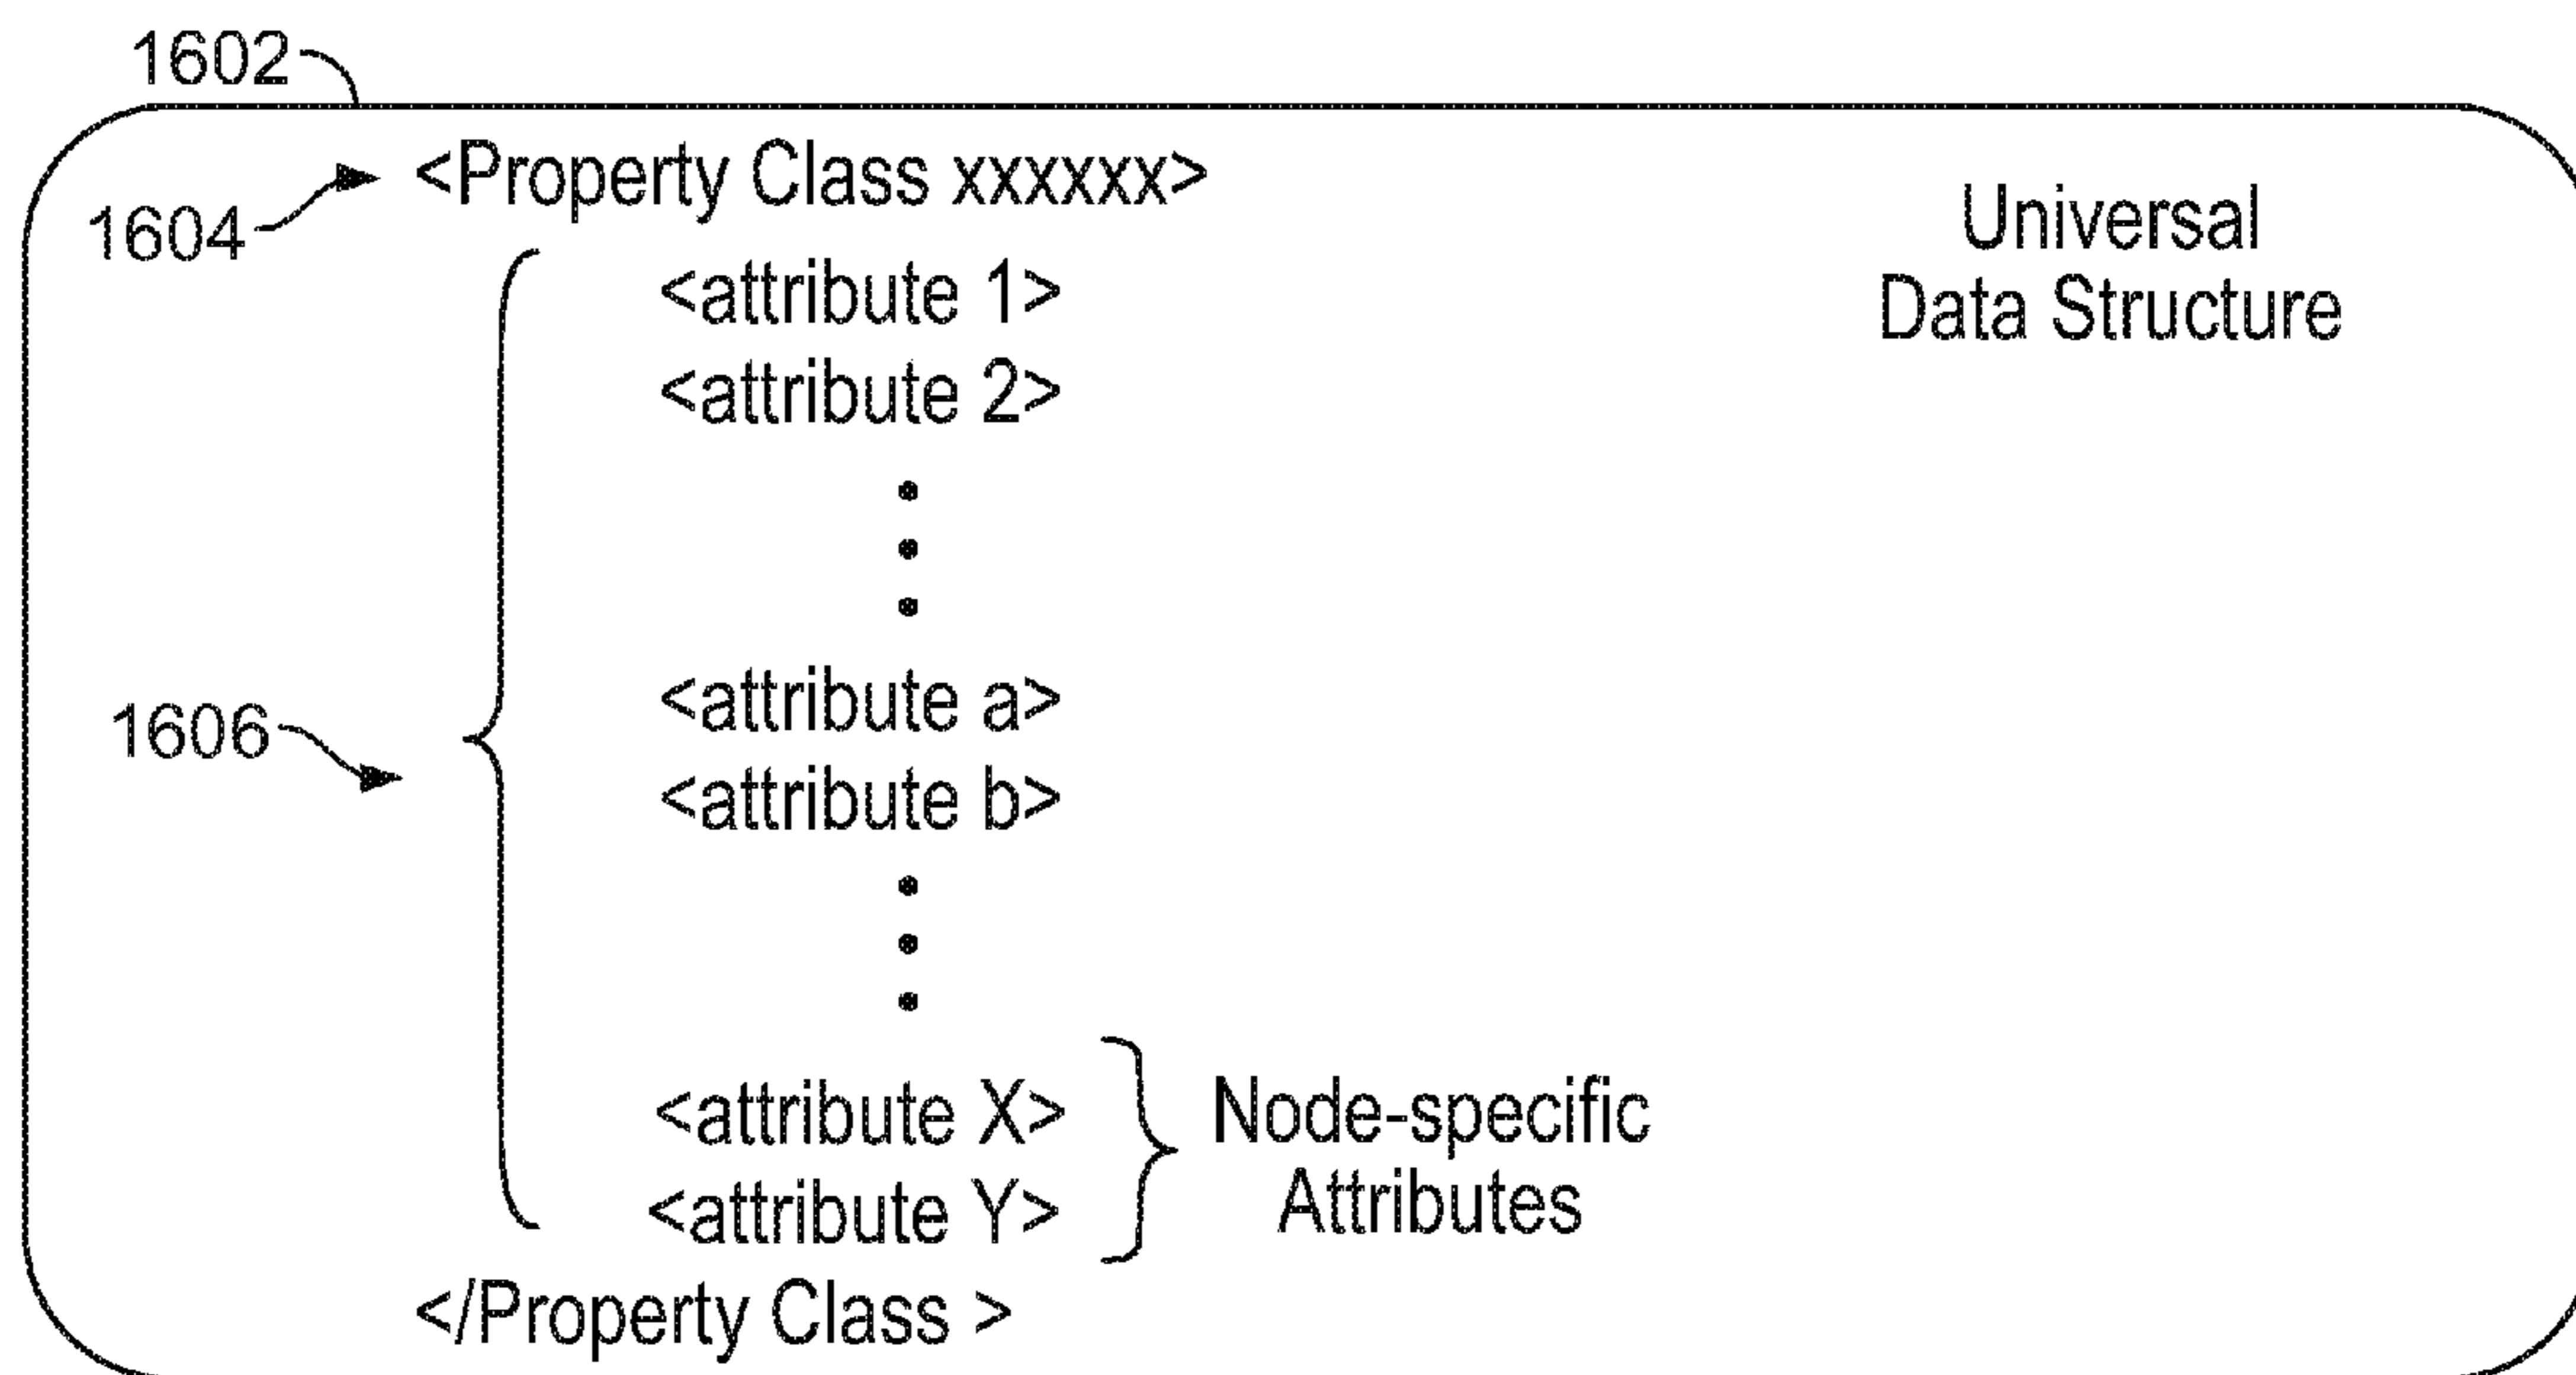 1602
<Property Class xxxxxx>
1604
Universal
Data Structure
<attribute 1>
<attribute 2>
<attribute a>
1606
<attribute b>
<attribute X>
<attribute Y>
Node-specific
Attributes
</Property Class >